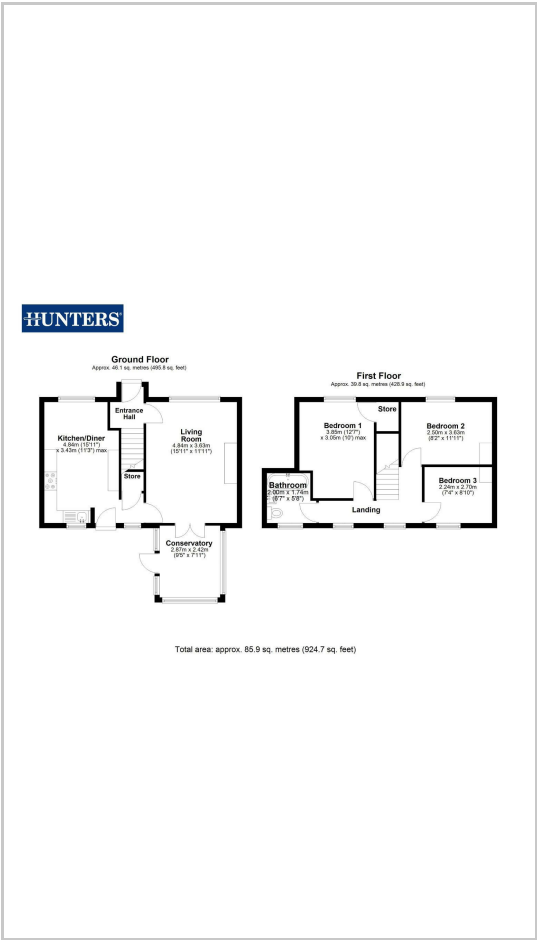 HUNTERS
Ground Floor
Approx. 46.1 sq. metres (495.8 sq. feet)
Entrance
Hall
Kitchen/Diner
4.84m (15'11")
x 3.43m (11'3") max
Living
Room
4.84m x 3.63m
(15'11" x 11'11")
Store
Conservatory
2.87m x 2.42m
(9'5" x 7'11")
First Floor
Approx. 39.8 sq. metres (428.9 sq. feet)
Bedroom 1
3.85m (12'7")
x 3.05m (10') max
Store
Bedroom 2
2.50m x 3.63m
(8'2" x 11'11")
Bathroom
2.00m x 1.74m
(6'7" x 5'8")
Bedroom 3
2.24m x 2.70m
(7'4" x 8'10")
Landing
Total area: approx. 85.9 sq. metres (924.7 sq. feet)